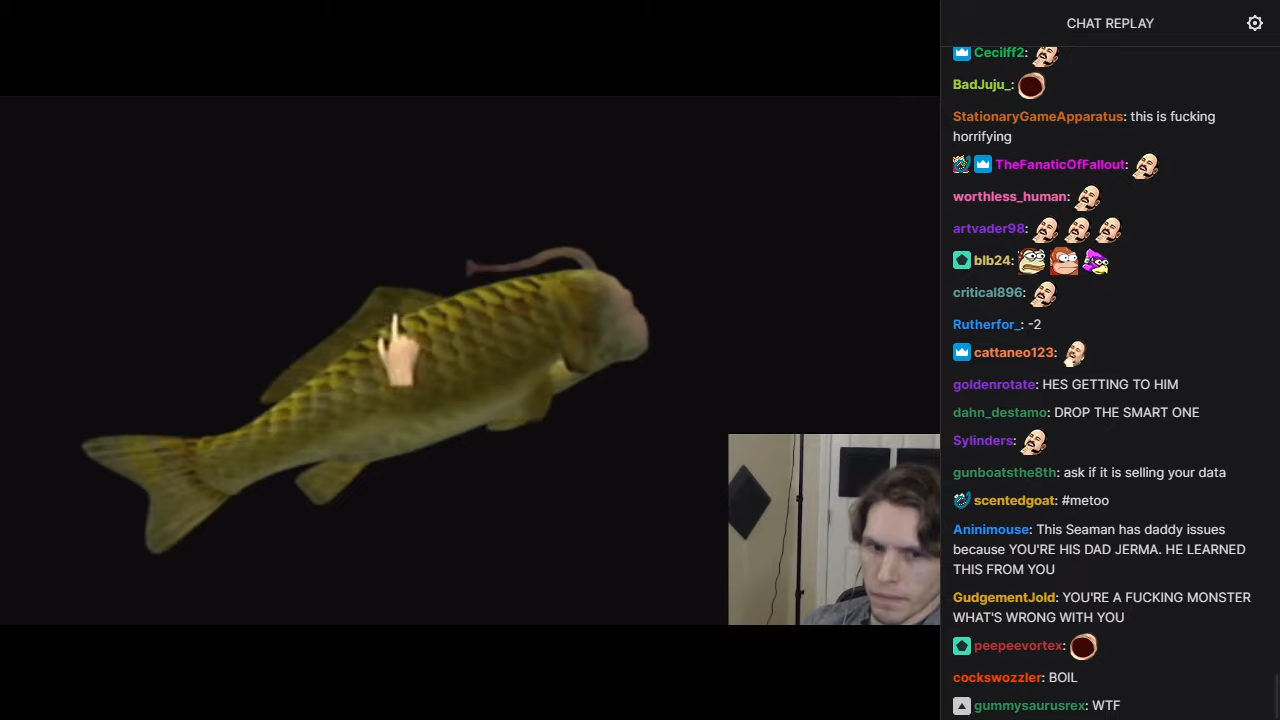 CHAT REPLAY
Cecilff2:
BadJuju_:
StationaryGameApparatus: this is fucking
horrifying
TheFanaticOfFallout:
worthless_human:
artvader98:
blb24:
critical896:
Rutherfor_: -2
cattaneo123:
goldenrotate: HES GETTING TO HIM
dahn_destamo: DROP THE SMART ONE
Sylinders:
gunboatsthe8th: ask if it is selling your data
scentedgoat: #metoo
Aninimouse: This Seaman has daddy issues
because YOU'RE HIS DAD JERMA. HE LEARNED
THIS FROM YOU
GudgementJold: YOU'RE A FUCKING MONSTER
WHAT'S WRONG WITH YOU
peepeevortex:
cockswozzler: BOIL
gummysaurusrex: WTF